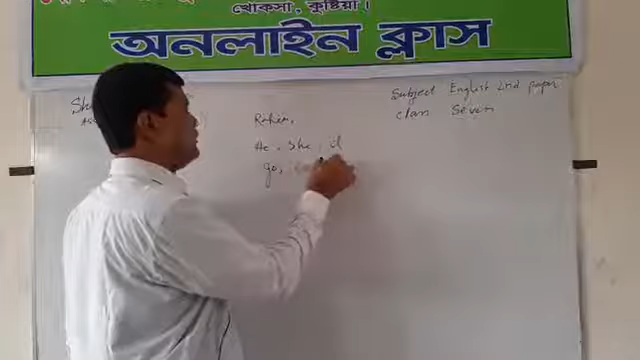 খোকসা, কুষ্টিয়া।
অনলাইন ক্লাস
Subject English 2nd paper
class Seven
Rahim.
He, She, it
go,